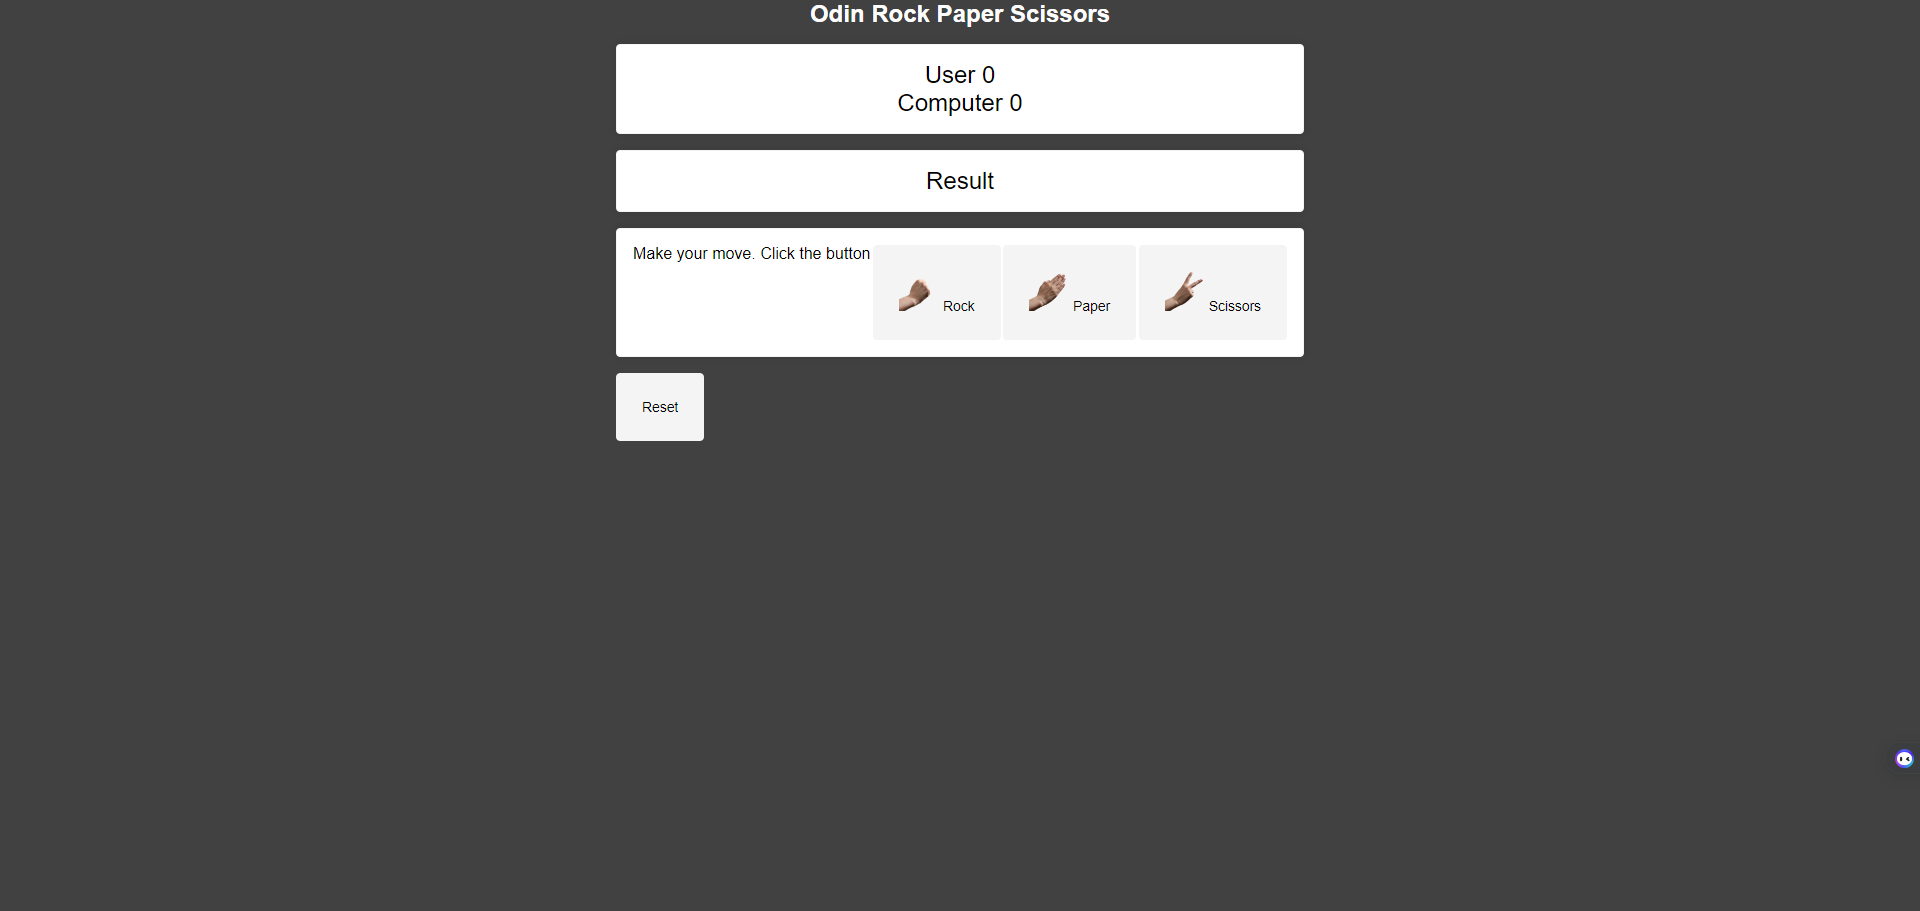 Odin Rock Paper Scissors
User 0
Computer 0
Result
Make your move. Click the button
Rock
Paper
Scissors
Reset